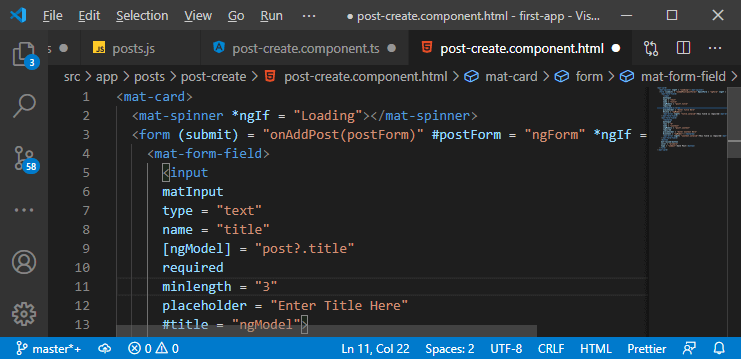 File Edit Selection View Go Run ... ● post-create.component.html - first-app - Vis...
s ● JS posts.js post-create.component.ts ● 5 post-create.component.html ● ...
src > app > posts > post-create > 5 post-create.component.html > mat-card > form > mat-form-field >
3
58
1 <mat-card>
2 <mat-spinner *ngIf = "Loading"></mat-spinner>
3 <form (submit) = "onAddPost(postForm)" #postForm = "ngForm" *ngIf =
4 <mat-form-field>
5 <input
6 matInput
7 type = "text"
8 name = "title"
9 [ngModel] = "post?.title"
10 required
11 minlength = "3"
12 placeholder = "Enter Title Here"
13 #title = "ngModel">
master*+ 0 0 Ln 11, Col 22 Spaces: 2 UTF-8 CRLF HTML Prettier